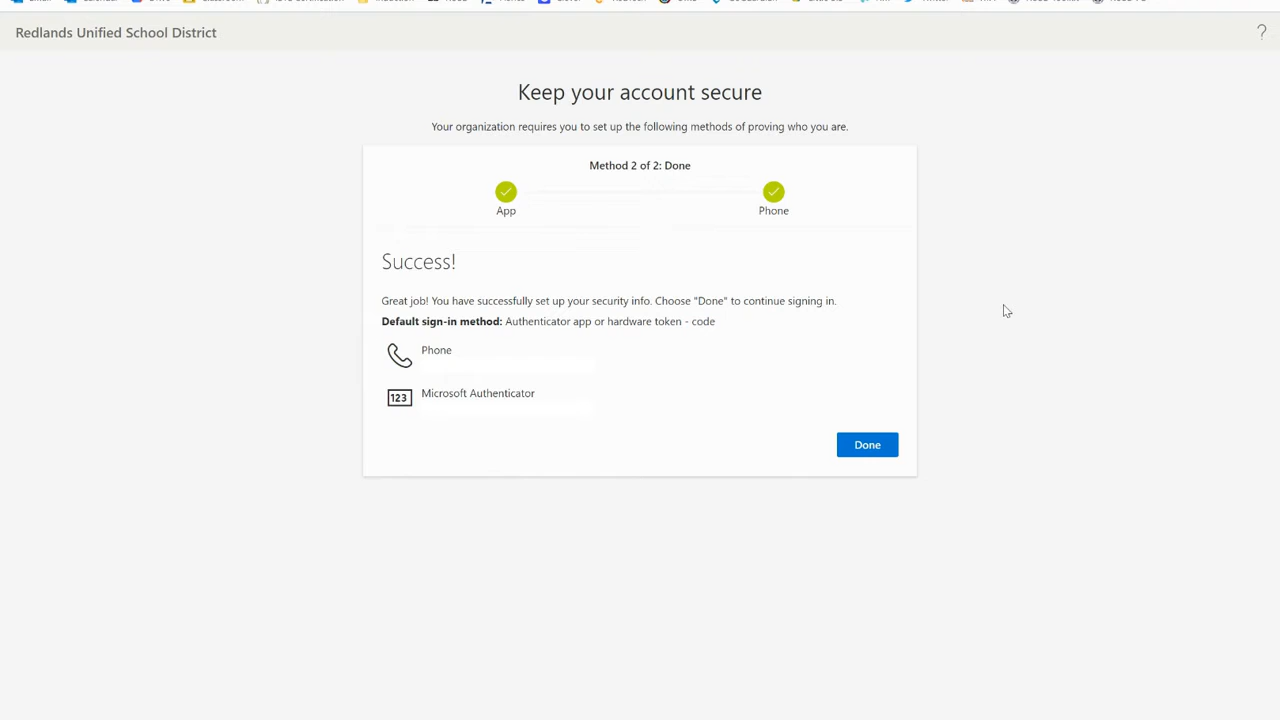 Redlands Unified School District
?
Keep your account secure
Your organization requires you to set up the following methods of proving who you are.
Method 2 of 2: Done
App
Phone
Success!
Great job! You have successfully set up your security info. Choose "Done" to continue signing in.
Default sign-in method: Authenticator app or hardware token - code
Phone
123
Microsoft Authenticator
Done